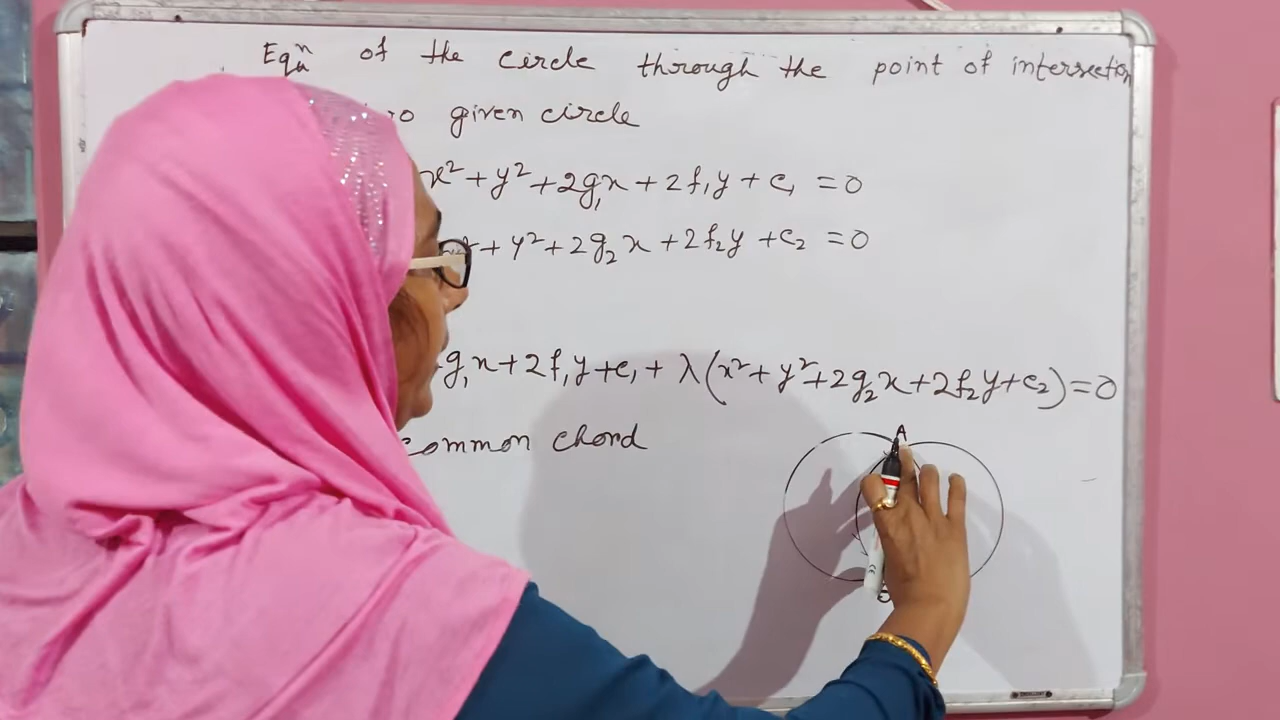 Eqⁿ of the circle through the point of intersection
given circle
x² + y² + 2g₁x + 2f₁y + c₁ = 0
+ y² + 2g₂x + 2f₂y + c₂ = 0
g₁x + 2f₁y + c₁ + λ(x² + y² + 2g₂x + 2f₂y + c₂) = 0
common chord
A
B